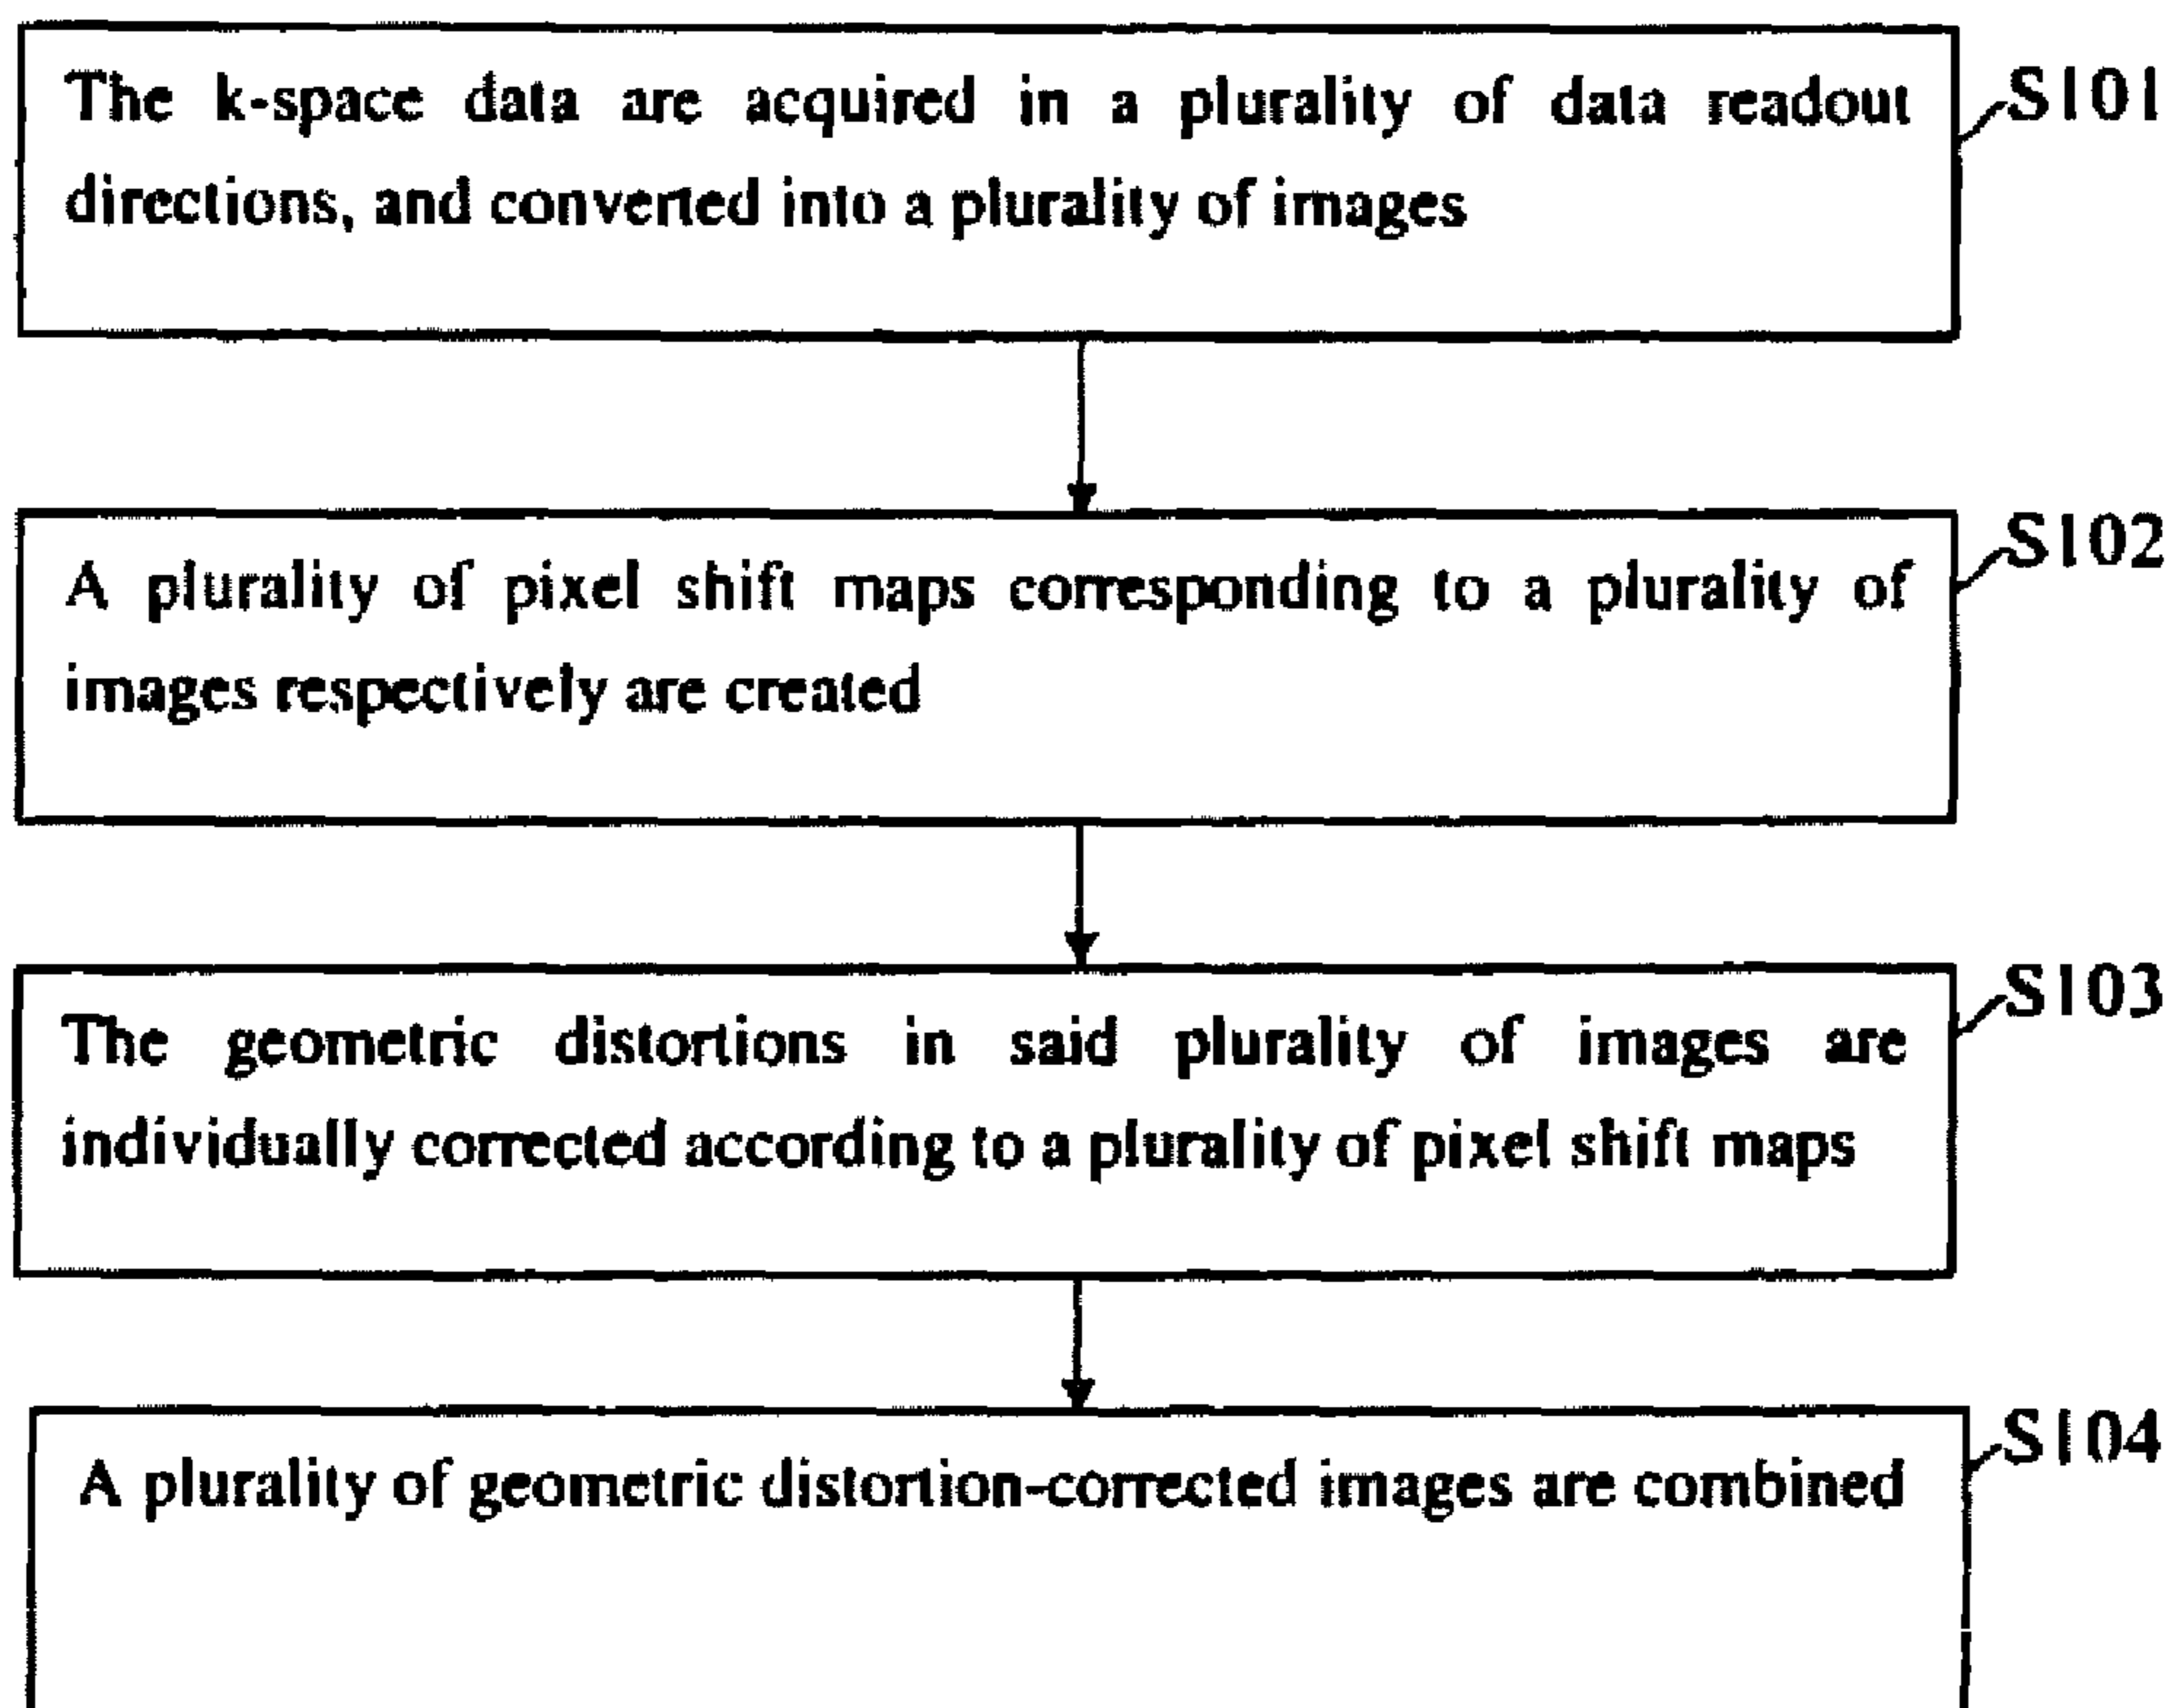 The k-space data are acquired in a plurality of data readout
S101
directions, and converted into a plurality of images
A plurality of pixel shift maps corresponding to a plurality of
S102
images respectively are created
The geometric distortions in said plurality of images are
S103
individually corrected according to a plurality of pixel shift maps
A plurality of geometric distortion-corrected images are combined
S104